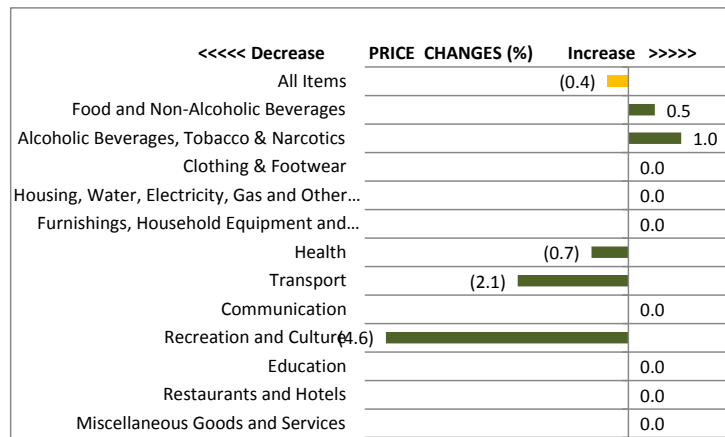 <<<<< Decrease PRICE CHANGES (%) Increase >>>>>
All Items (0.4)
Food and Non-Alcoholic Beverages 0.5
Alcoholic Beverages, Tobacco & Narcotics 1.0
Clothing & Footwear 0.0
Housing, Water, Electricity, Gas and Other... 0.0
Furnishings, Household Equipment and... 0.0
Health (0.7)
Transport (2.1)
Communication 0.0
Recreation and Culture (4.6)
Education 0.0
Restaurants and Hotels 0.0
Miscellaneous Goods and Services 0.0